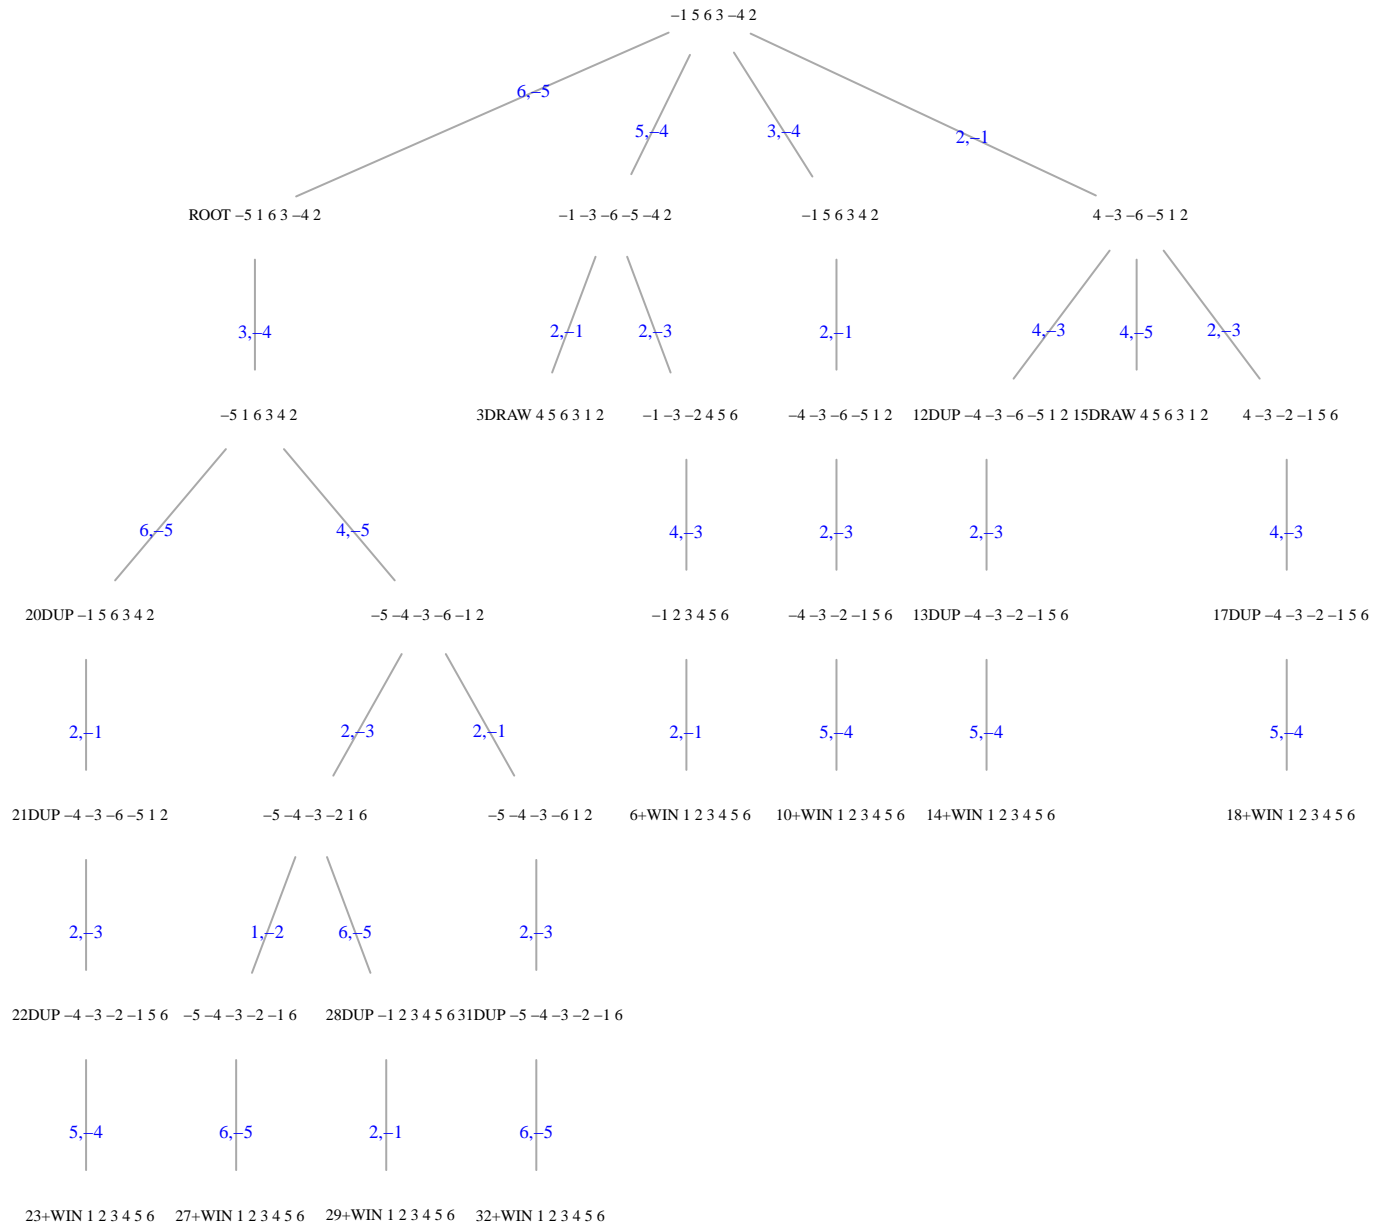 −1 5 6 3 −4 2
6,−5
5,−4
3,−4
2,−1
ROOT −5 1 6 3 −4 2
−1 −3 −6 −5 −4 2
−1 5 6 3 4 2
4 −3 −6 −5 1 2
3,−4
2,−1
2,−3
2,−1
4,−3
4,−5
2,−3
−5 1 6 3 4 2
3DRAW 4 5 6 3 1 2
−1 −3 −2 4 5 6
−4 −3 −6 −5 1 2
12DUP −4 −3 −6 −5 1 2
15DRAW 4 5 6 3 1 2
4 −3 −2 −1 5 6
6,−5
4,−5
4,−3
2,−3
2,−3
4,−3
20DUP −1 5 6 3 4 2
−5 −4 −3 −6 −1 2
−1 2 3 4 5 6
−4 −3 −2 −1 5 6
13DUP −4 −3 −2 −1 5 6
17DUP −4 −3 −2 −1 5 6
2,−1
2,−3
2,−1
2,−1
5,−4
5,−4
5,−4
21DUP −4 −3 −6 −5 1 2
−5 −4 −3 −2 1 6
−5 −4 −3 −6 1 2
6+WIN 1 2 3 4 5 6
10+WIN 1 2 3 4 5 6
14+WIN 1 2 3 4 5 6
18+WIN 1 2 3 4 5 6
2,−3
1,−2
6,−5
2,−3
22DUP −4 −3 −2 −1 5 6
−5 −4 −3 −2 −1 6
28DUP −1 2 3 4 5 6
31DUP −5 −4 −3 −2 −1 6
5,−4
6,−5
2,−1
6,−5
23+WIN 1 2 3 4 5 6
27+WIN 1 2 3 4 5 6
29+WIN 1 2 3 4 5 6
32+WIN 1 2 3 4 5 6